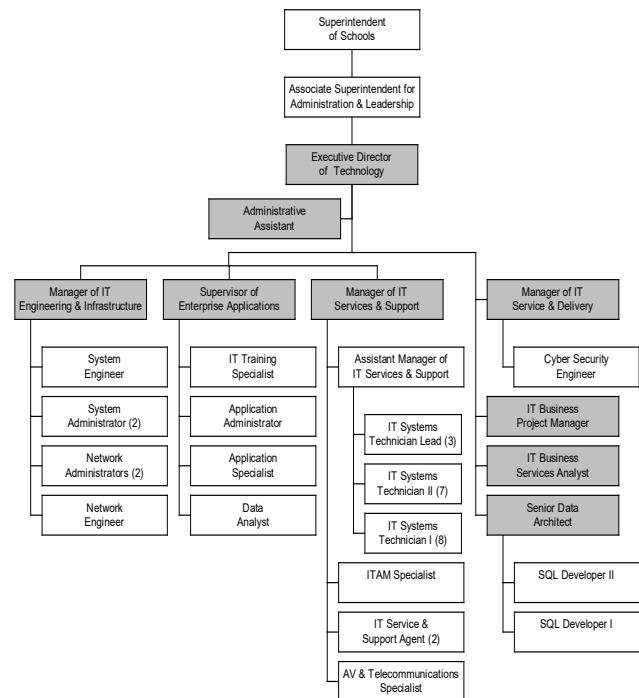 Superintendent
of Schools
Associate Superintendent for
Administration & Leadership
Executive Director
of Technology
Administrative
Assistant
Manager of IT
Engineering & Infrastructure
Supervisor of
Enterprise Applications
Manager of IT
Services & Support
Manager of IT
Service & Delivery
System
Engineer
System
Administrator (2)
Network
Administrators (2)
Network
Engineer
IT Training
Specialist
Application
Administrator
Application
Specialist
Data
Analyst
Assistant Manager of
IT Services & Support
IT Systems
Technician Lead (3)
IT Systems
Technician II (7)
IT Systems
Technician I (8)
ITAM Specialist
IT Service &
Support Agent (2)
AV & Telecommunications
Specialist
Cyber Security
Engineer
IT Business
Project Manager
IT Business
Services Analyst
Senior Data
Architect
SQL Developer II
SQL Developer I